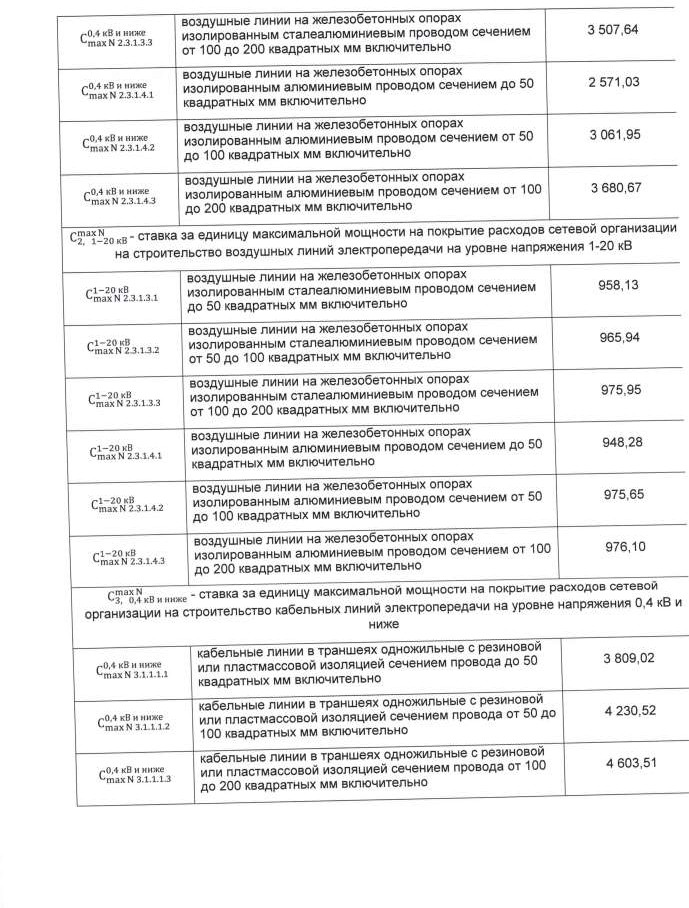 воздушные линии на железобетонных опорах
C0,4 кВ и ниже max N 2.3.1.3.3 изолированным сталеалюминиевым проводом сечением 3 507,64
от 100 до 200 квадратных мм включительно
воздушные линии на железобетонных опорах
C0,4 кВ и ниже max N 2.3.1.4.1 изолированным алюминиевым проводом сечением до 50 2 571,03
квадратных мм включительно
воздушные линии на железобетонных опорах
C0,4 кВ и ниже max N 2.3.1.4.2 изолированным алюминиевым проводом сечением от 50 3 061,95
до 100 квадратных мм включительно
воздушные линии на железобетонных опорах
C0,4 кВ и ниже max N 2.3.1.4.3 изолированным алюминиевым проводом сечением от 100 3 680,67
до 200 квадратных мм включительно
Cmax N 2, 1−20 кВ - ставка за единицу максимальной мощности на покрытие расходов сетевой организации
на строительство воздушных линий электропередачи на уровне напряжения 1-20 кВ
воздушные линии на железобетонных опорах
C1−20 кВ max N 2.3.1.3.1 изолированным сталеалюминиевым проводом сечением 958,13
до 50 квадратных мм включительно
воздушные линии на железобетонных опорах
C1−20 кВ max N 2.3.1.3.2 изолированным сталеалюминиевым проводом сечением 965,94
от 50 до 100 квадратных мм включительно
воздушные линии на железобетонных опорах
C1−20 кВ max N 2.3.1.3.3 изолированным сталеалюминиевым проводом сечением 975,95
от 100 до 200 квадратных мм включительно
воздушные линии на железобетонных опорах
C1−20 кВ max N 2.3.1.4.1 изолированным алюминиевым проводом сечением до 50 948,28
квадратных мм включительно
воздушные линии на железобетонных опорах
C1−20 кВ max N 2.3.1.4.2 изолированным алюминиевым проводом сечением от 50 975,65
до 100 квадратных мм включительно
воздушные линии на железобетонных опорах
C1−20 кВ max N 2.3.1.4.3 изолированным алюминиевым проводом сечением от 100 976,10
до 200 квадратных мм включительно
Cmax N 3, 0,4 кВ и ниже - ставка за единицу максимальной мощности на покрытие расходов сетевой
организации на строительство кабельных линий электропередачи на уровне напряжения 0,4 кВ и
ниже
кабельные линии в траншеях одножильные с резиновой
C0,4 кВ и ниже max N 3.1.1.1.1 или пластмассовой изоляцией сечением провода до 50 3 809,02
квадратных мм включительно
кабельные линии в траншеях одножильные с резиновой
C0,4 кВ и ниже max N 3.1.1.1.2 или пластмассовой изоляцией сечением провода от 50 до 4 230,52
100 квадратных мм включительно
кабельные линии в траншеях одножильные с резиновой
C0,4 кВ и ниже max N 3.1.1.1.3 или пластмассовой изоляцией сечением провода от 100 4 603,51
до 200 квадратных мм включительно